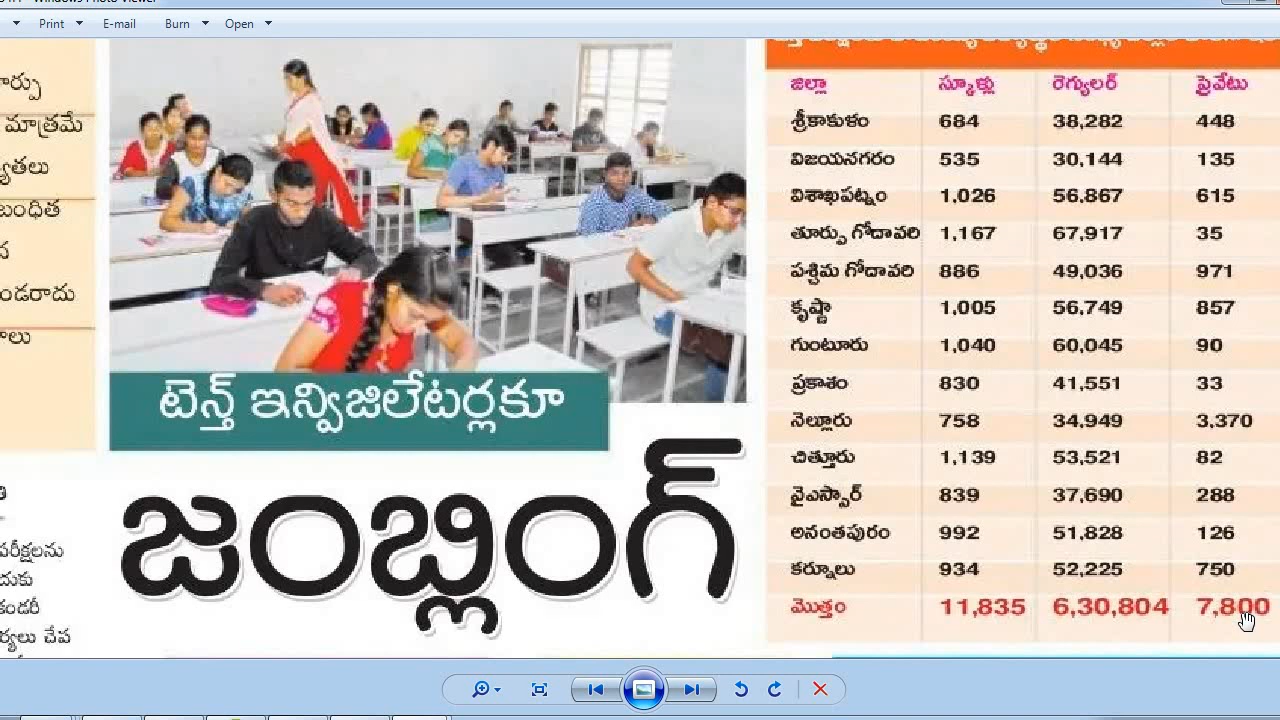 Print E-mail Burn Open
ార్పు
మాత్రమే
్యతలు
బంధిత
న
ండరాదు
ాలు
టెన్త్ ఇన్విజిలేటర్లకూ
జంబ్లింగ్
తి
పరీక్షలను
దుకు
కండరీ
ర్యలు చేప
జిల్లా స్కూళ్లు రెగ్యులర్ ప్రైవేటు
శ్రీకాకుళం 684 38,282 448
విజయనగరం 535 30,144 135
విశాఖపట్నం 1,026 56,867 615
తూర్పు గోదావరి 1,167 67,917 35
పశ్చిమ గోదావరి 886 49,036 971
కృష్ణా 1,005 56,749 857
గుంటూరు 1,040 60,045 90
ప్రకాశం 830 41,551 33
నెల్లూరు 758 34,949 3,370
చిత్తూరు 1,139 53,521 82
వైఎస్సార్ 839 37,690 288
అనంతపురం 992 51,828 126
కర్నూలు 934 52,225 750
మొత్తం 11,835 6,30,804 7,800